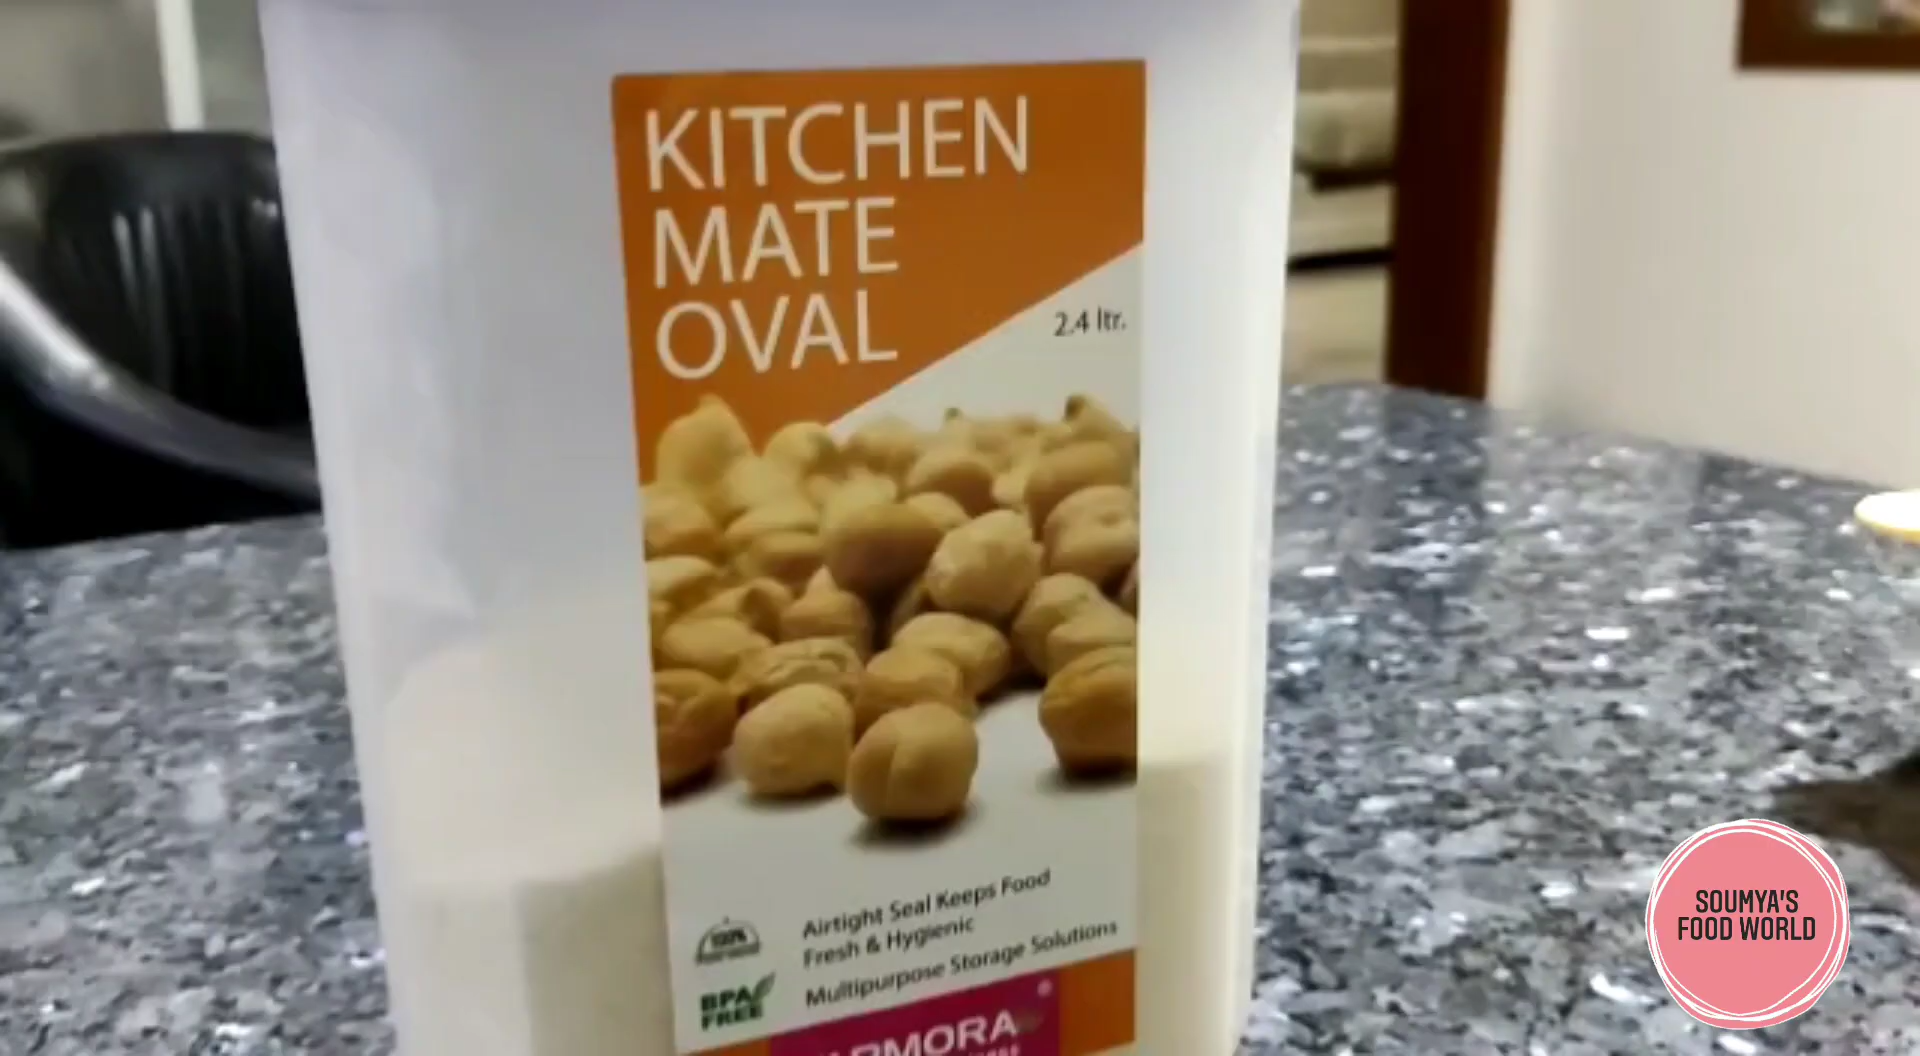 KITCHEN
MATE
OVAL
2.4 ltr.
Airtight Seal Keeps Food
Fresh & Hygienic
Multipurpose Storage Solutions
100%
BPA
FREE
SOUMYA'S
FOOD WORLD